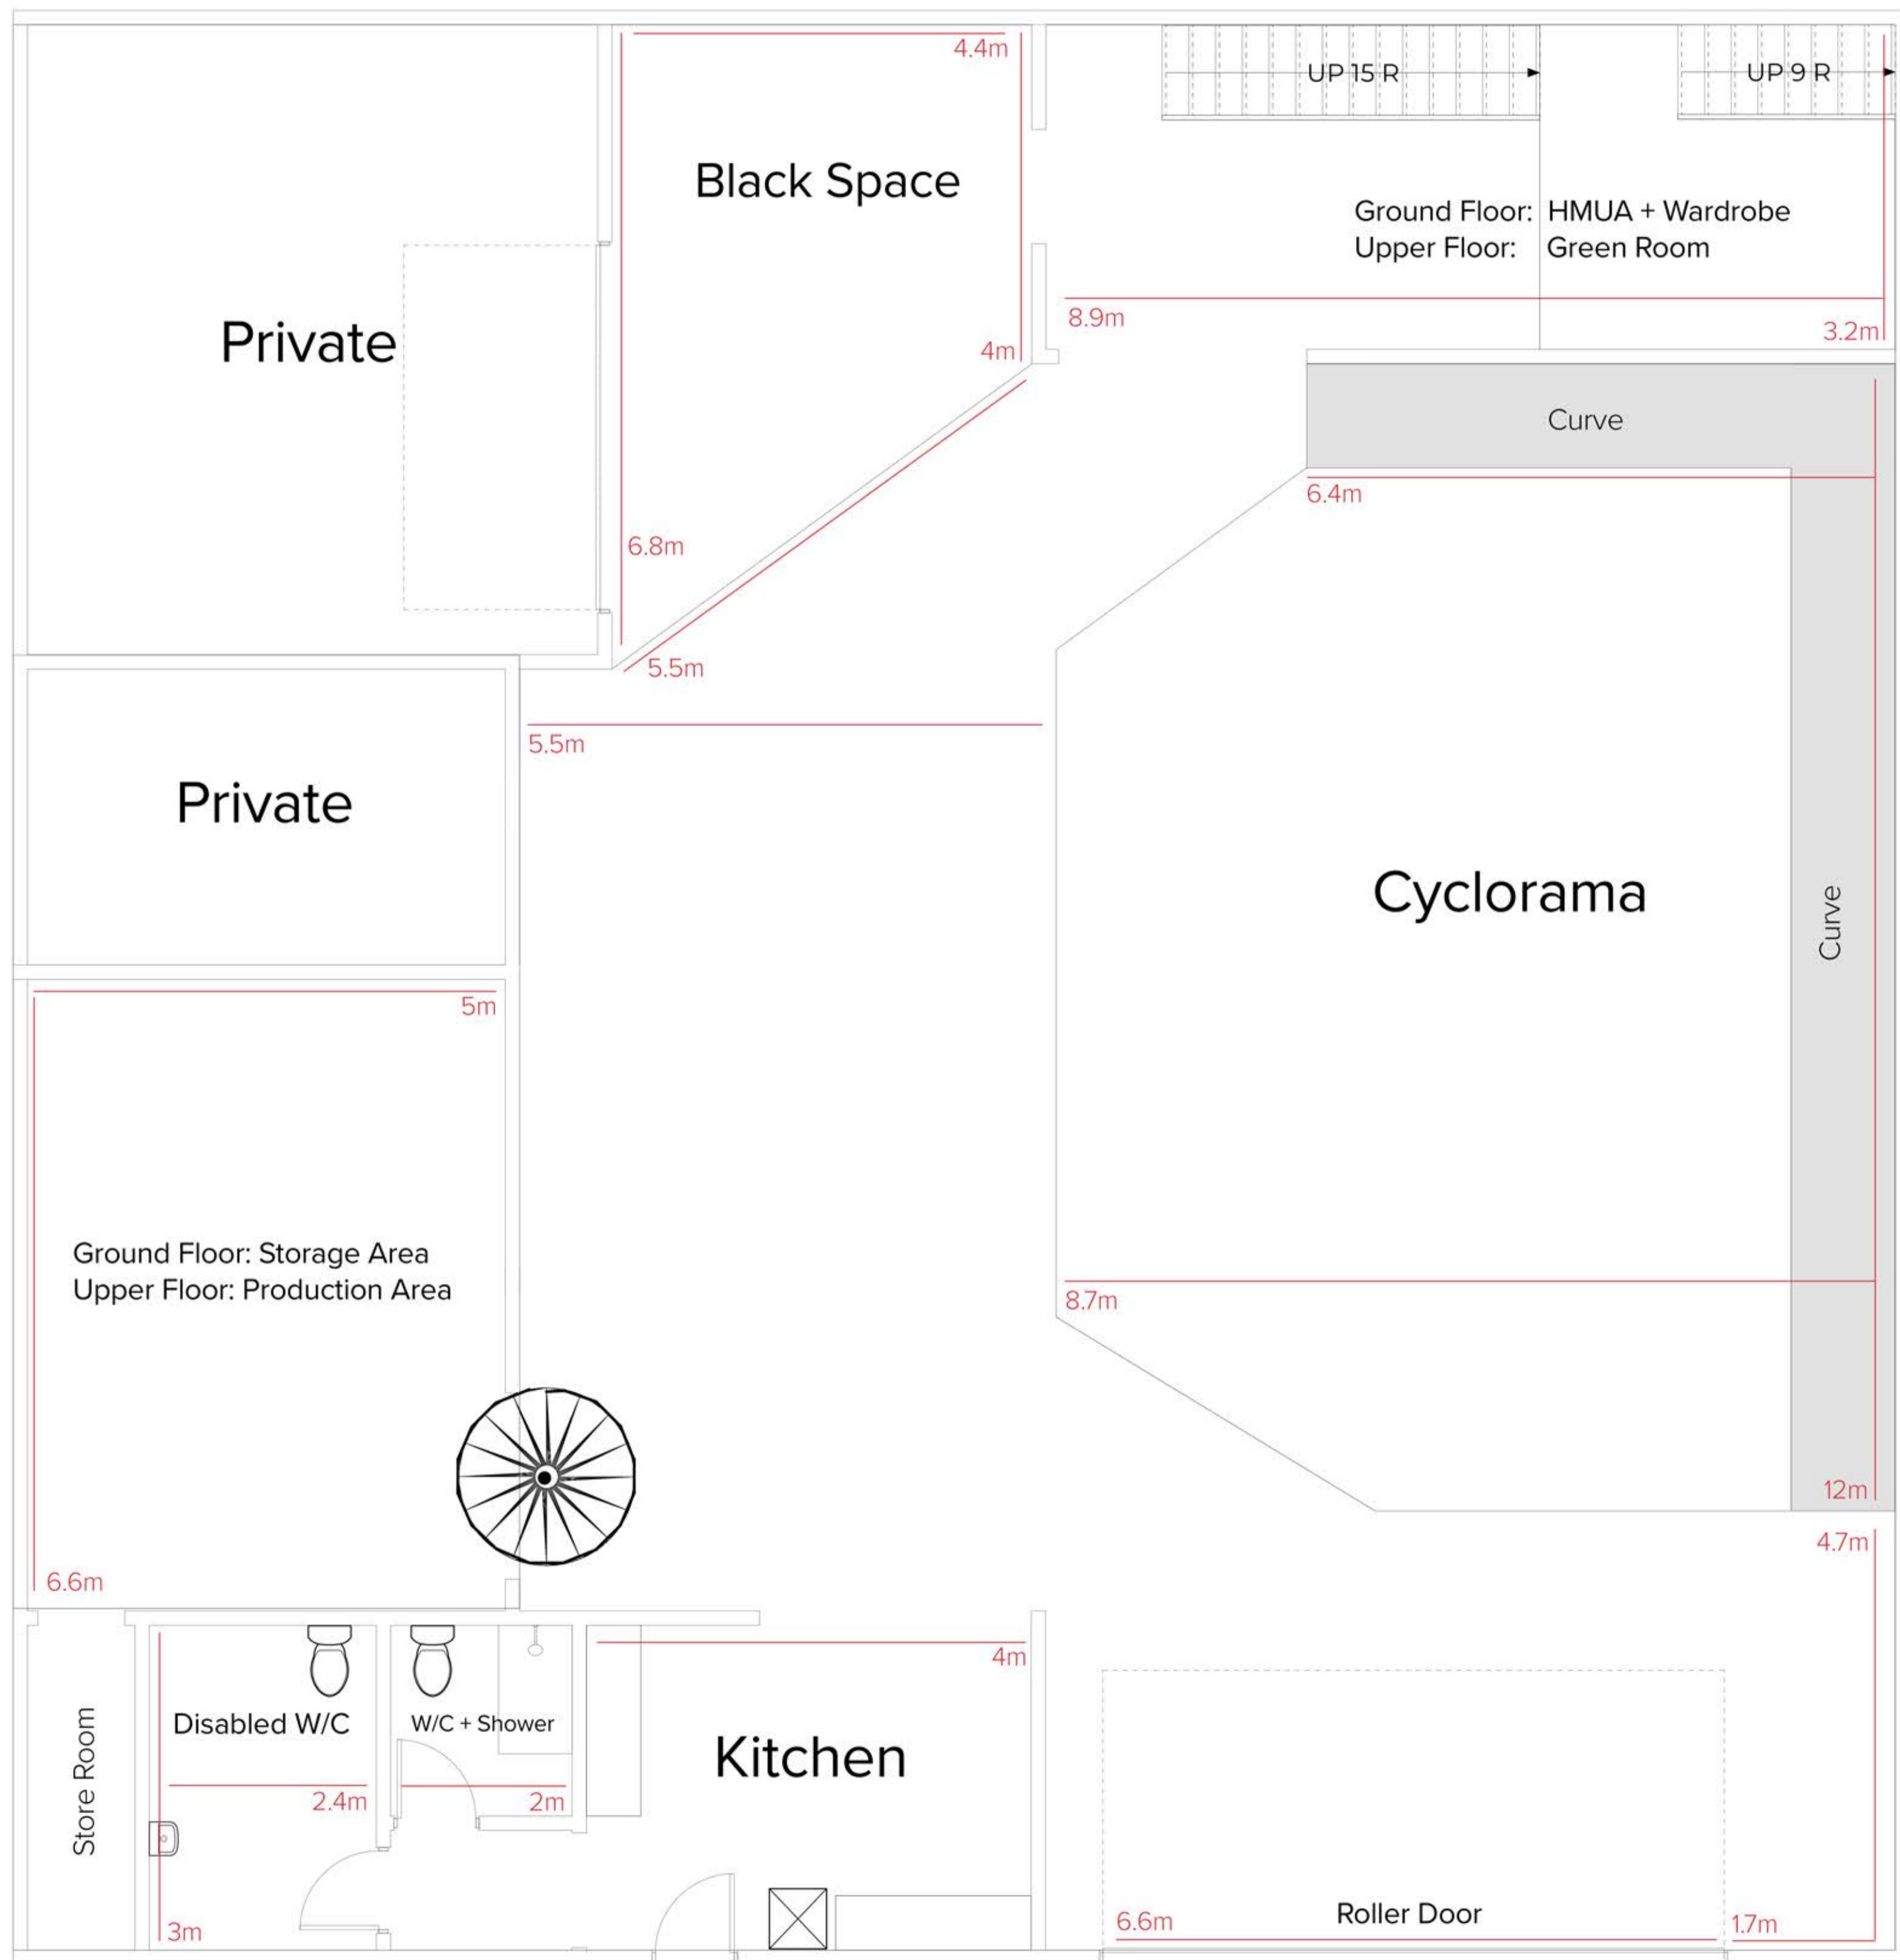 4.4m
UP 15 R
UP 9 R
Black Space
Ground Floor: HMUA + Wardrobe
Upper Floor: Green Room
8.9m
3.2m
Private
4m
Curve
6.4m
6.8m
5.5m
5.5m
Private
Cyclorama
Curve
5m
Ground Floor: Storage Area
Upper Floor: Production Area
8.7m
12m
4.7m
6.6m
4m
Store Room
Disabled W/C
W/C + Shower
Kitchen
2.4m
2m
3m
6.6m
Roller Door
1.7m